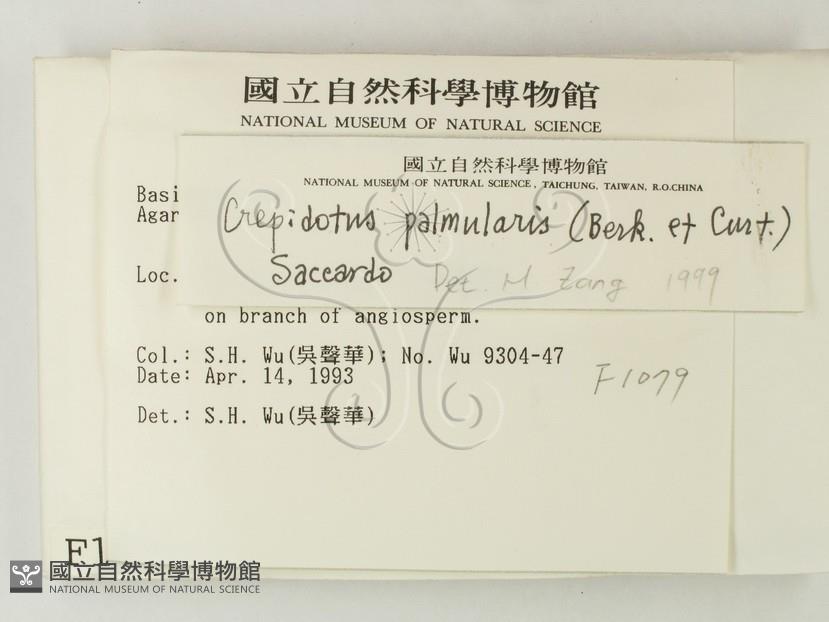 國立自然科學博物館
NATIONAL MUSEUM OF NATURAL SCIENCE
國立自然科學博物館
NATIONAL MUSEUM OF NATURAL SCIENCE, TAICHUNG, TAIWAN, R.O.CHINA
Crepidotus palmularis (Berk. et Curt.)
Saccardo Det. M Zang 1999
Basi
Agar
Loc.
on branch of angiosperm.
Col.: S.H. Wu(吳聲華); No. Wu 9304-47
Date: Apr. 14, 1993
F1079
Det.: S.H. Wu(吳聲華)
F1
國立自然科學博物館
NATIONAL MUSEUM OF NATURAL SCIENCE